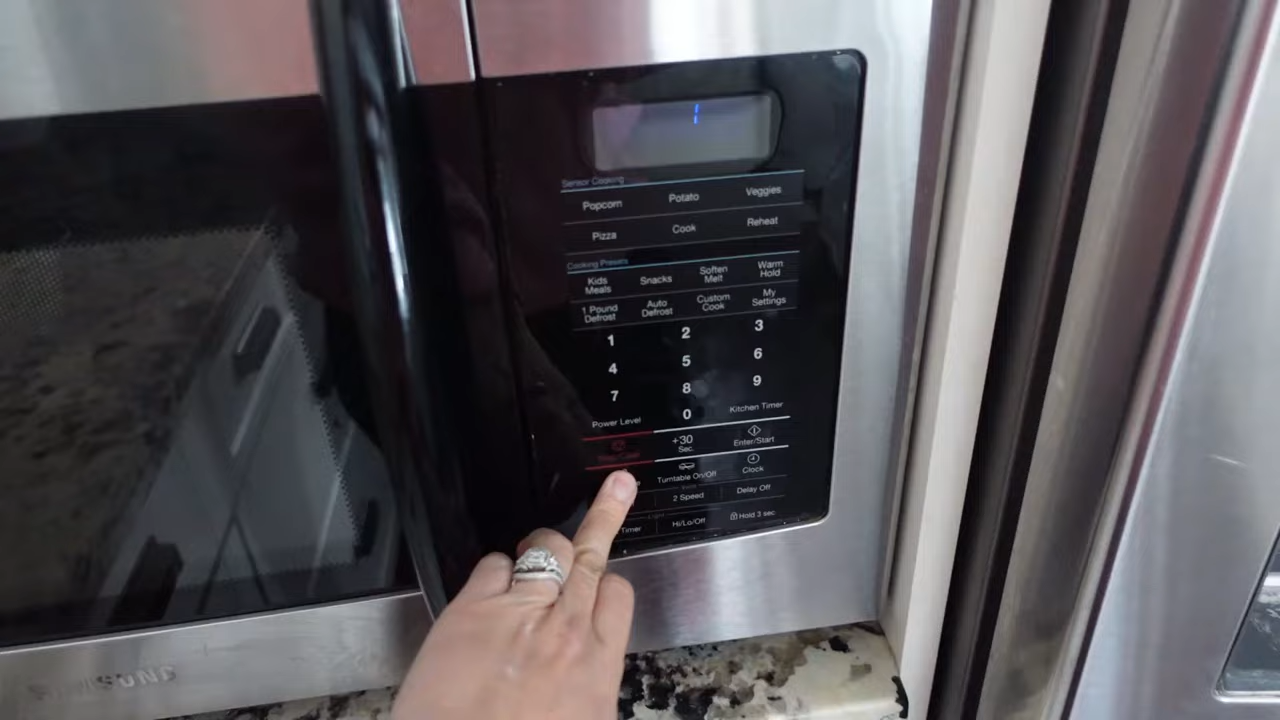 Sensor Cooking
Popcorn Potato Veggies
Pizza Cook Reheat
Cooking Presets
Kids Meals Snacks Soften Melt Warm Hold
1 Pound Defrost Auto Defrost Custom Cook My Settings
1 2 3
4 5 6
7 8 9
Power Level 0 Kitchen Timer
+30 Sec. Enter/Start
Turntable On/Off Clock
2 Speed Delay Off
Timer Hi/Lo/Off Hold 3 sec
SAMSUNG